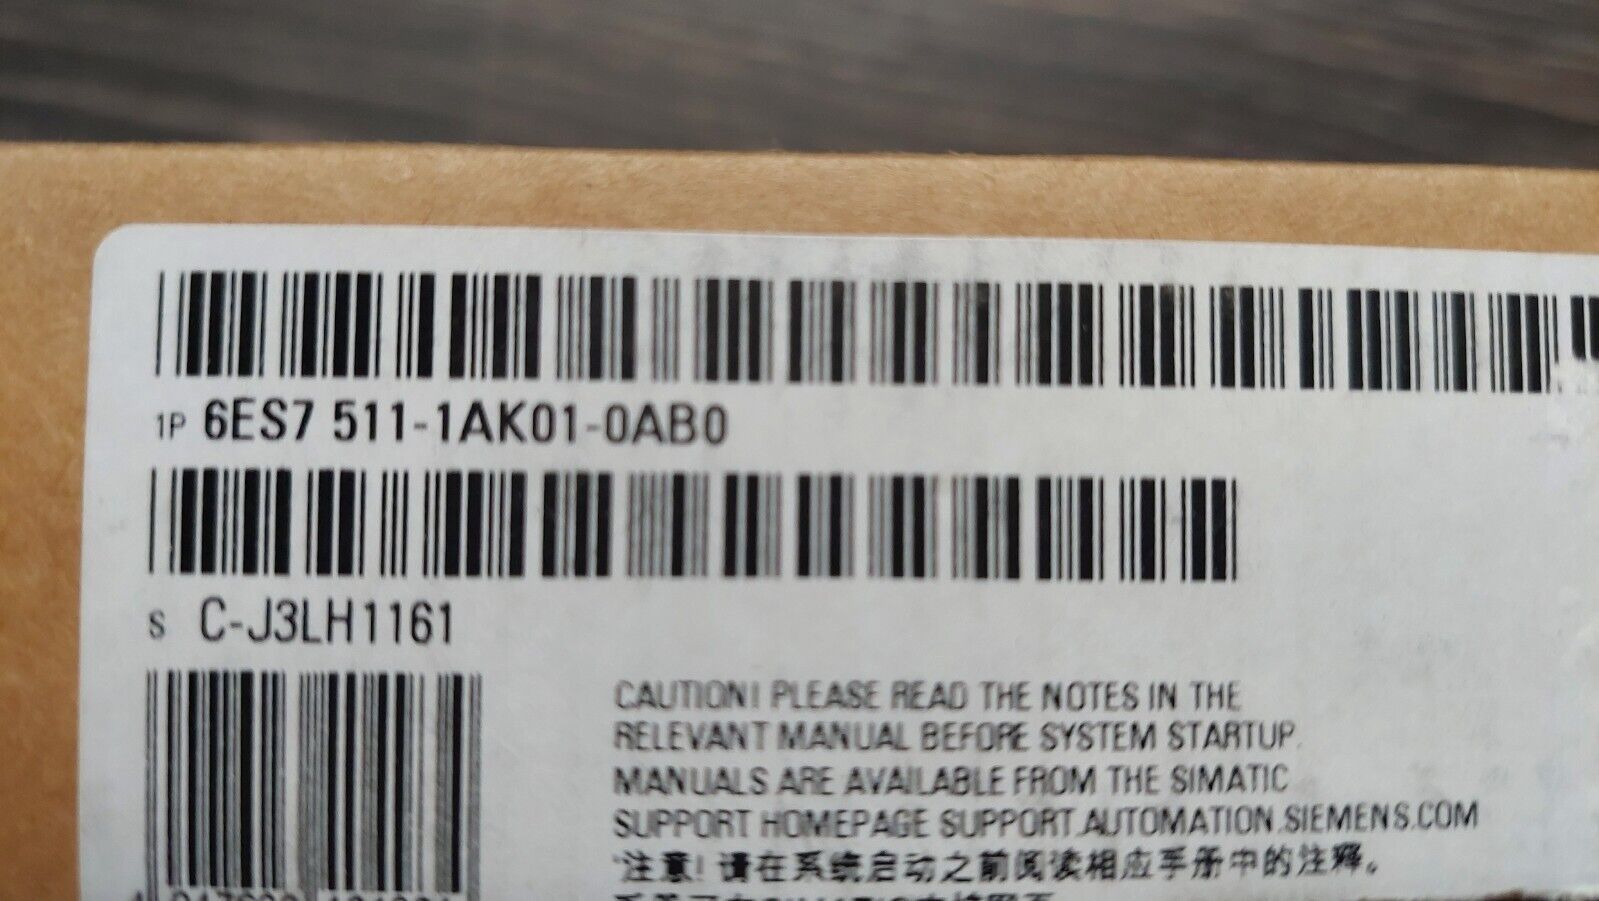 1P 6ES7 511-1AK01-0AB0
S C-J3LH1161
CAUTION! PLEASE READ THE NOTES IN THE
RELEVANT MANUAL BEFORE SYSTEM STARTUP.
MANUALS ARE AVAILABLE FROM THE SIMATIC
SUPPORT HOMEPAGE SUPPORT.AUTOMATION.SIEMENS.COM
注意! 请在系统启动之前阅读相应手册中的注释。